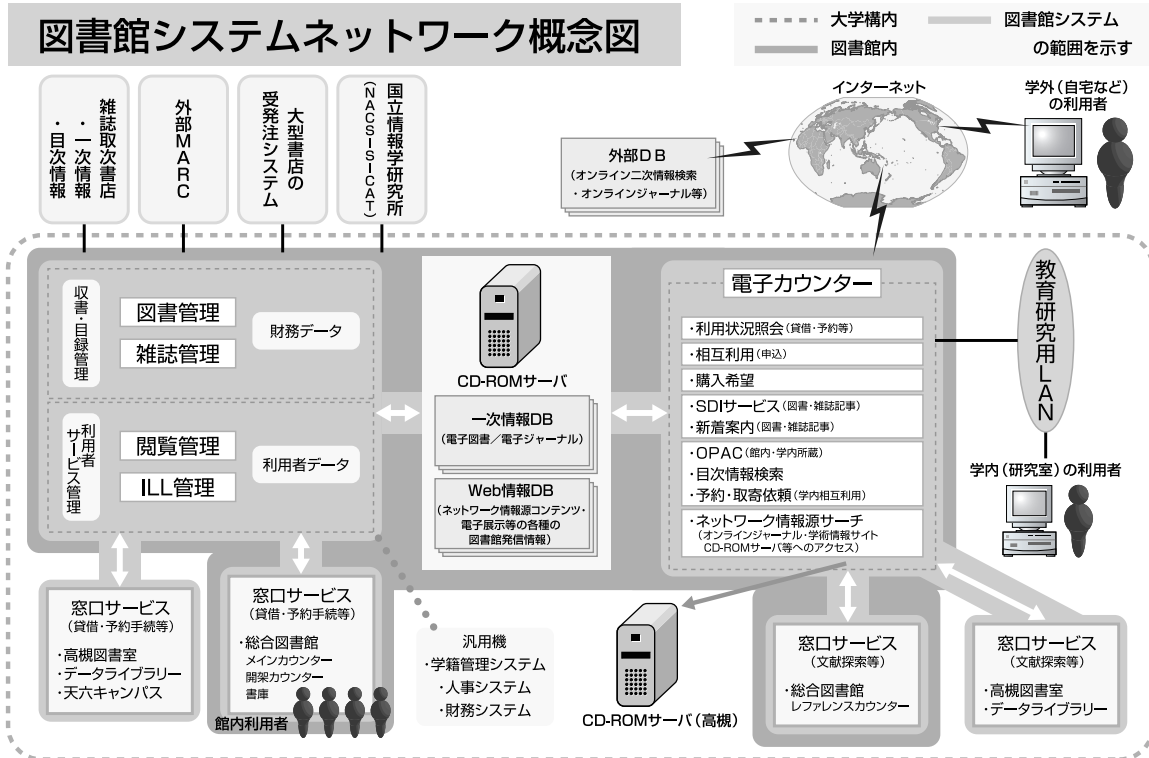 図書館システムネットワーク概念図
大学構内
図書館内
図書館システム
の範囲を示す
雑誌取次書店
・一次情報
・目次情報
外部MARC
大型書店の
受発注システム
国立情報学研究所
(NACSISICAT)
外部DB
(オンライン二次情報検索
・オンラインジャーナル等)
インターネット
学外(自宅など)
の利用者
収書・目録管理
図書管理
雑誌管理
財務データ
利用者
サービス管理
閲覧管理
ILL管理
利用者データ
CD-ROMサーバ
一次情報DB
(電子図書/電子ジャーナル)
Web情報DB
(ネットワーク情報源コンテンツ・
電子展示等の各種の
図書館発信情報)
電子カウンター
・利用状況照会(貸借・予約等)
・相互利用(申込)
・購入希望
・SDIサービス(図書・雑誌記事)
・新着案内(図書・雑誌記事)
・OPAC(館内・学内所蔵)
・目次情報検索
・予約・取寄依頼(学内相互利用)
・ネットワーク情報源サーチ
(オンラインジャーナル・学術情報サイト
CD-ROMサーバ等へのアクセス)
教育研究用LAN
学内(研究室)の利用者
窓口サービス
(貸借・予約手続等)
・高槻図書室
・データライブラリー
・天六キャンパス
窓口サービス
(貸借・予約手続等)
・総合図書館
メインカウンター
開架カウンター
書庫
館内利用者
汎用機
・学籍管理システム
・人事システム
・財務システム
CD-ROMサーバ(高槻)
窓口サービス
(文献探索等)
・総合図書館
レファレンスカウンター
窓口サービス
(文献探索等)
・高槻図書室
・データライブラリー